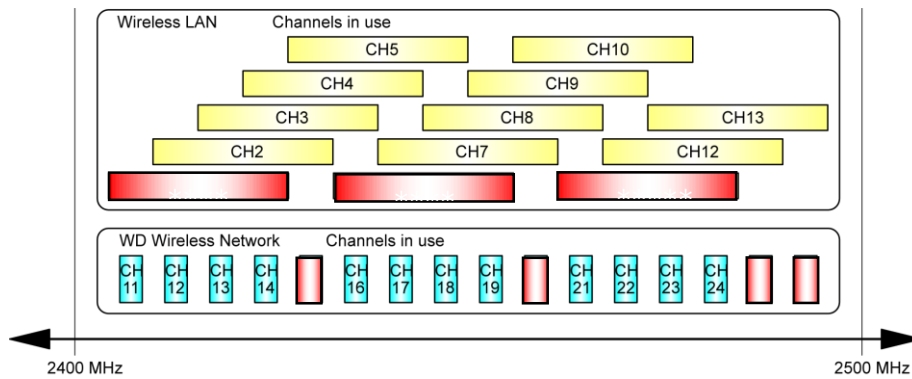 Wireless LAN Channels in use
CH5 CH10
CH4 CH9
CH3 CH8 CH13
CH2 CH7 CH12
WD Wireless Network Channels in use
CH CH CH CH CH CH CH CH CH CH CH CH
11 12 13 14 16 17 18 19 21 22 23 24
2400 MHz 2500 MHz